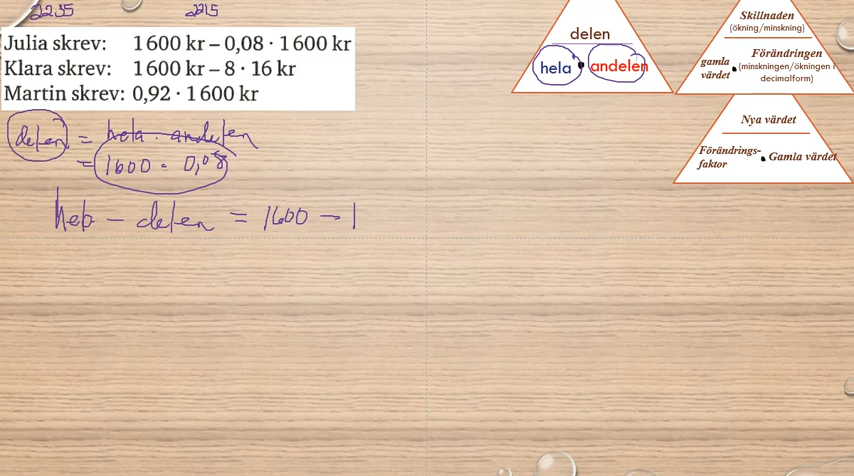 2235 2215
Julia skrev: 1 600 kr – 0,08 · 1 600 kr
Klara skrev: 1 600 kr – 8 · 16 kr
Martin skrev: 0,92 · 1 600 kr
delen = hela · andelen
= 1600 · 0,08
hela – delen = 1600 – 1
delen
hela · andelen
Skillnaden
(ökning/minskning)
gamla värdet · Förändringen
(minskningen/ökningen i
decimalform)
Nya värdet
Förändrings-
faktor · Gamla värdet